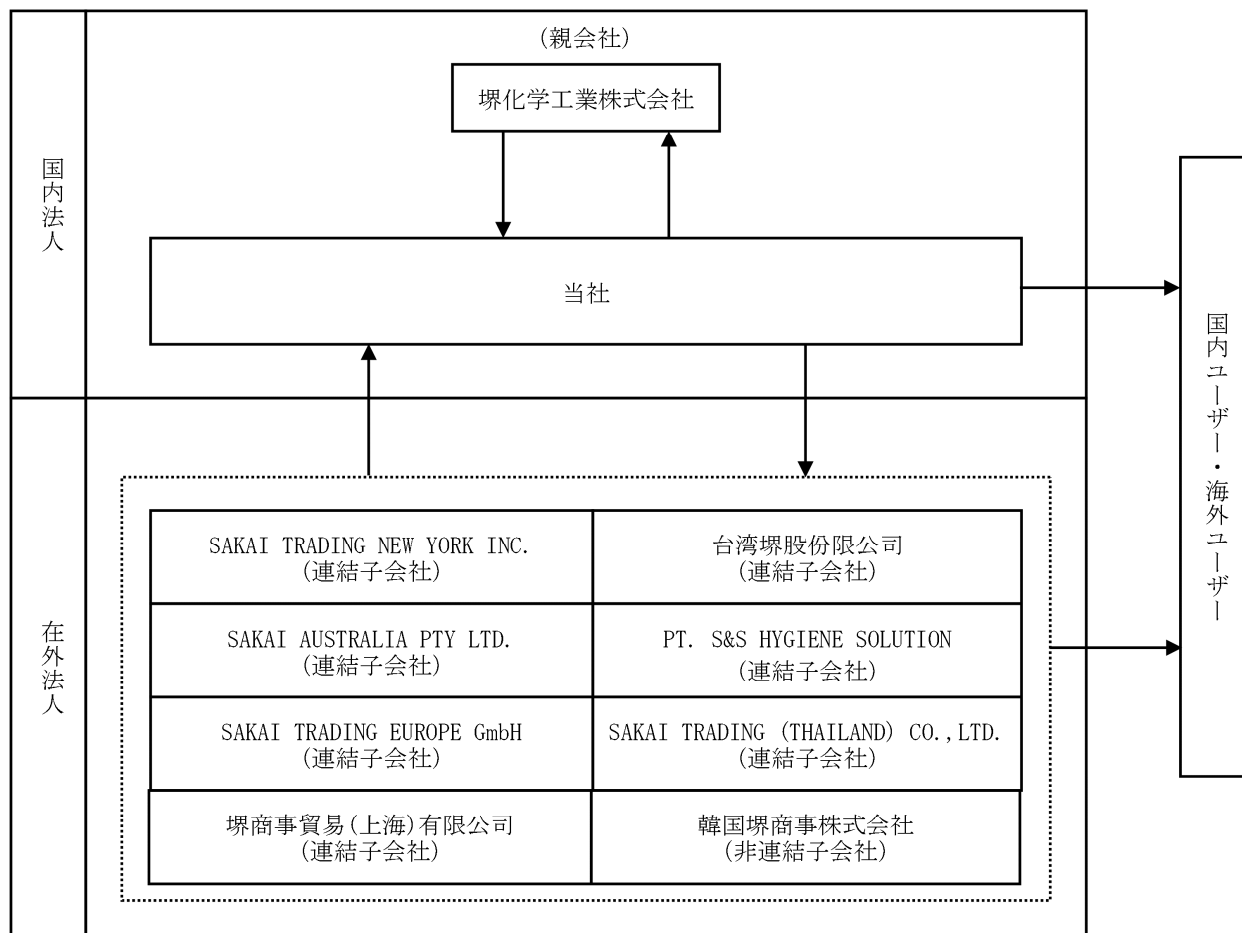 (親会社)
堺化学工業株式会社
国内法人
当社
国内ユーザー・海外ユーザー
在外法人
SAKAI TRADING NEW YORK INC.
(連結子会社)
台湾堺股份限公司
(連結子会社)
SAKAI AUSTRALIA PTY LTD.
(連結子会社)
PT. S&S HYGIENE SOLUTION
(連結子会社)
SAKAI TRADING EUROPE GmbH
(連結子会社)
SAKAI TRADING (THAILAND) CO.,LTD.
(連結子会社)
堺商事貿易(上海)有限公司
(連結子会社)
韓国堺商事株式会社
(非連結子会社)